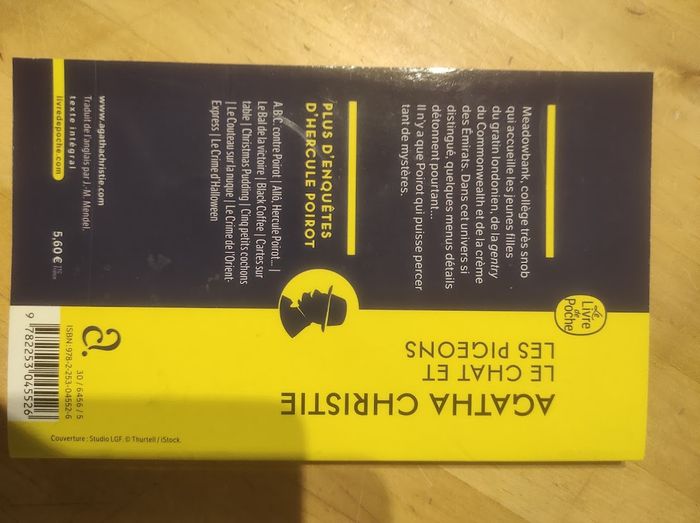 Le
Livre
de
Poche
AGATHA CHRISTIE
LE CHAT ET
LES PIGEONS
Meadowbank, collège très snob
qui accueille les jeunes filles
du gratin londonien, de la gentry
du Commonwealth et de la crème
des Émirats. Dans cet univers si
distingué, quelques menus détails
détonnent pourtant...
Il n'y a que Poirot qui puisse percer
tant de mystères.
PLUS D'ENQUÊTES
D'HERCULE POIROT
A.B.C. contre Poirot | Allô, Hercule Poirot... |
Le Bal de la victoire | Black Coffee | Cartes sur
table | Christmas Pudding | Cinq petits cochons
| Le Couteau sur la nuque | Le Crime de l'Orient-
Express | Le Crime d'Halloween
www.agathachristie.com
Traduit de l'anglais par J.-M. Mendel.
texte intégral
livredepoche.com
5,60 € TTC
France
a.
30 / 6456 / 5
ISBN: 978-2-253-04552-6
9 782253 045526
Couverture : Studio LGF. © Thurtell / iStock.